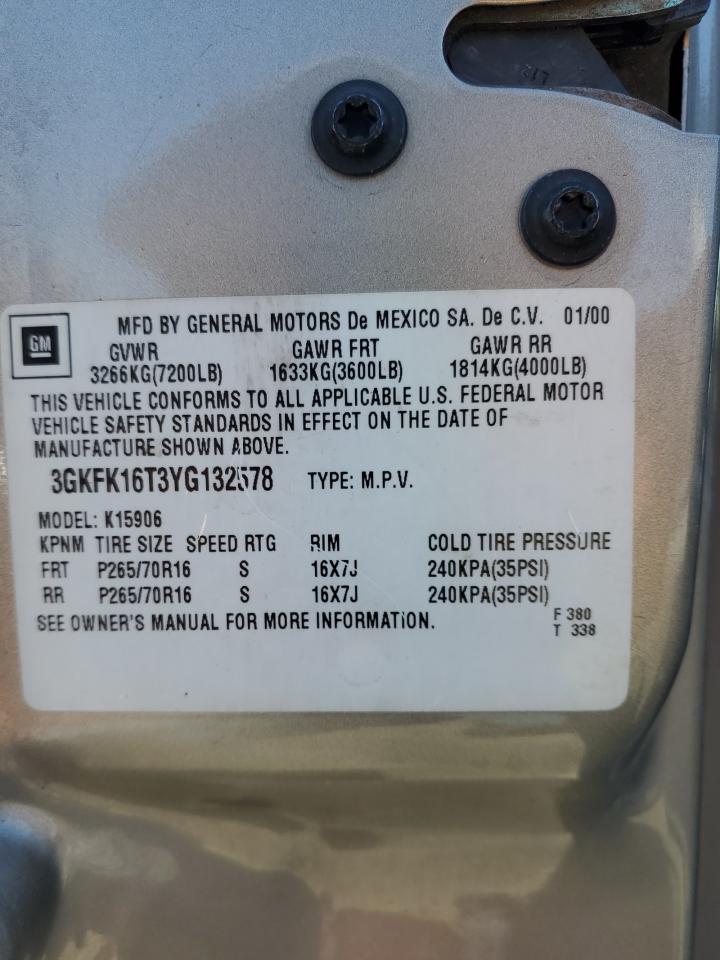 217
GM
MFD BY GENERAL MOTORS De MEXICO SA. De C.V. 01/00
GVWR GAWR FRT GAWR RR
3266KG(7200LB) 1633KG(3600LB) 1814KG(4000LB)
THIS VEHICLE CONFORMS TO ALL APPLICABLE U.S. FEDERAL MOTOR
VEHICLE SAFETY STANDARDS IN EFFECT ON THE DATE OF
MANUFACTURE SHOWN ABOVE.
3GKFK16T3YG132578 TYPE: M.P.V.
MODEL: K15906
KPNM TIRE SIZE SPEED RTG RIM COLD TIRE PRESSURE
FRT P265/70R16 S 16X7J 240KPA(35PSI)
RR P265/70R16 S 16X7J 240KPA(35PSI)
SEE OWNER'S MANUAL FOR MORE INFORMATION.
F 380
T 338